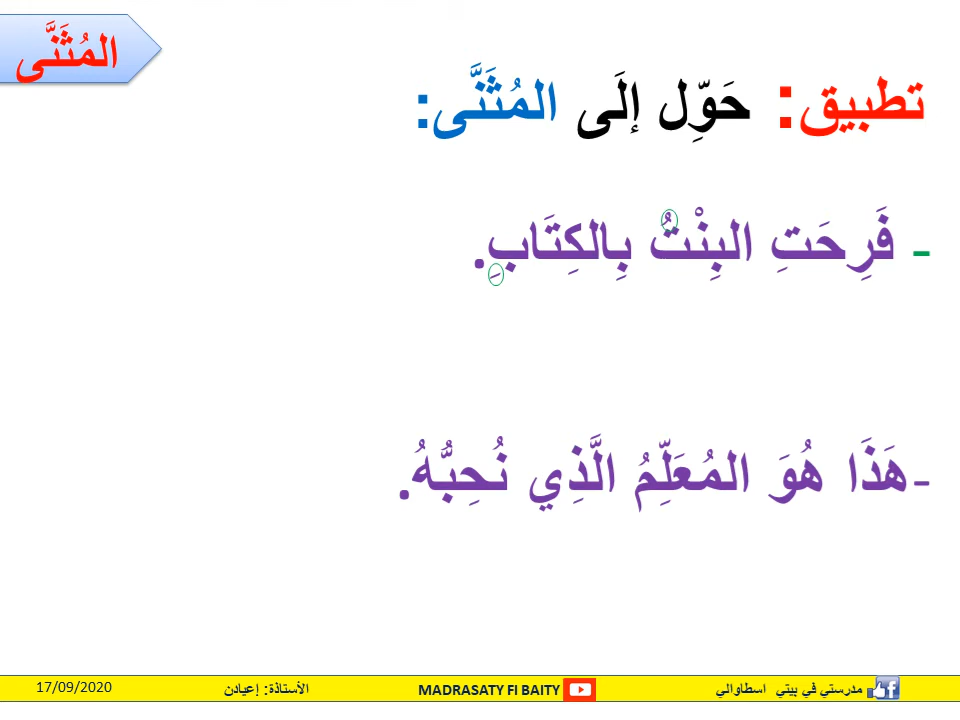 المُثَنَّى
تطبيق: حَوِّل إلَى المُثَنَّى:
- فَرِحَتِ البِنْتُ بِالكِتَابِ.
-هَذَا هُوَ المُعَلِّمُ الَّذِي نُحِبُّهُ.
مدرستي في بيتي اسطاوالي MADRASATY FI BAITY الأستاذة: إعيادن 17/09/2020